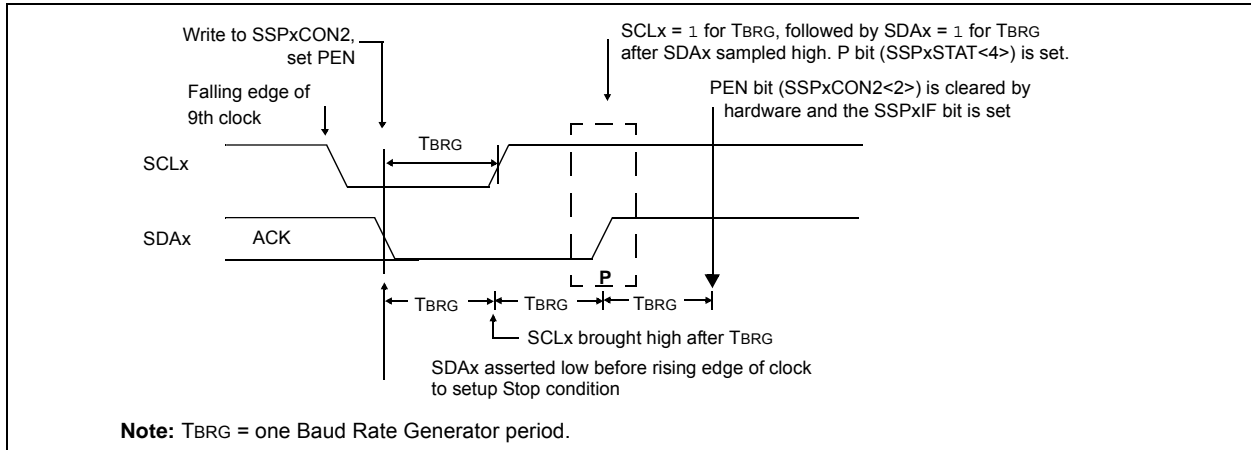 Write to SSPxCON2,
set PEN
SCLx = 1 for TBRG, followed by SDAx = 1 for TBRG
after SDAx sampled high. P bit (SSPxSTAT<4>) is set.
PEN bit (SSPxCON2<2>) is cleared by
hardware and the SSPxIF bit is set
Falling edge of
9th clock
TBRG
SCLx
SDAx
ACK
P
TBRG
TBRG
TBRG
SCLx brought high after TBRG
SDAx asserted low before rising edge of clock
to setup Stop condition
Note: TBRG = one Baud Rate Generator period.